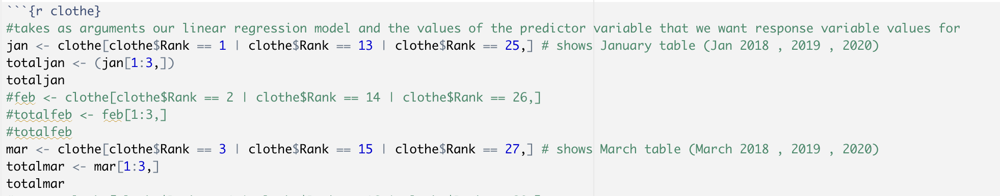 ```{r clothe}
#takes as arguments our linear regression model and the values of the predictor variable that we want response variable values for
jan <- clothe[clothe$Rank == 1 | clothe$Rank == 13 | clothe$Rank == 25,] # shows January table (Jan 2018 , 2019 , 2020)
totaljan <- (jan[1:3,])
totaljan
#feb <- clothe[clothe$Rank == 2 | clothe$Rank == 14 | clothe$Rank == 26,]
#totalfeb <- feb[1:3,]
#totalfeb
mar <- clothe[clothe$Rank == 3 | clothe$Rank == 15 | clothe$Rank == 27,] # shows March table (March 2018 , 2019 , 2020)
totalmar <- mar[1:3,]
totalmar